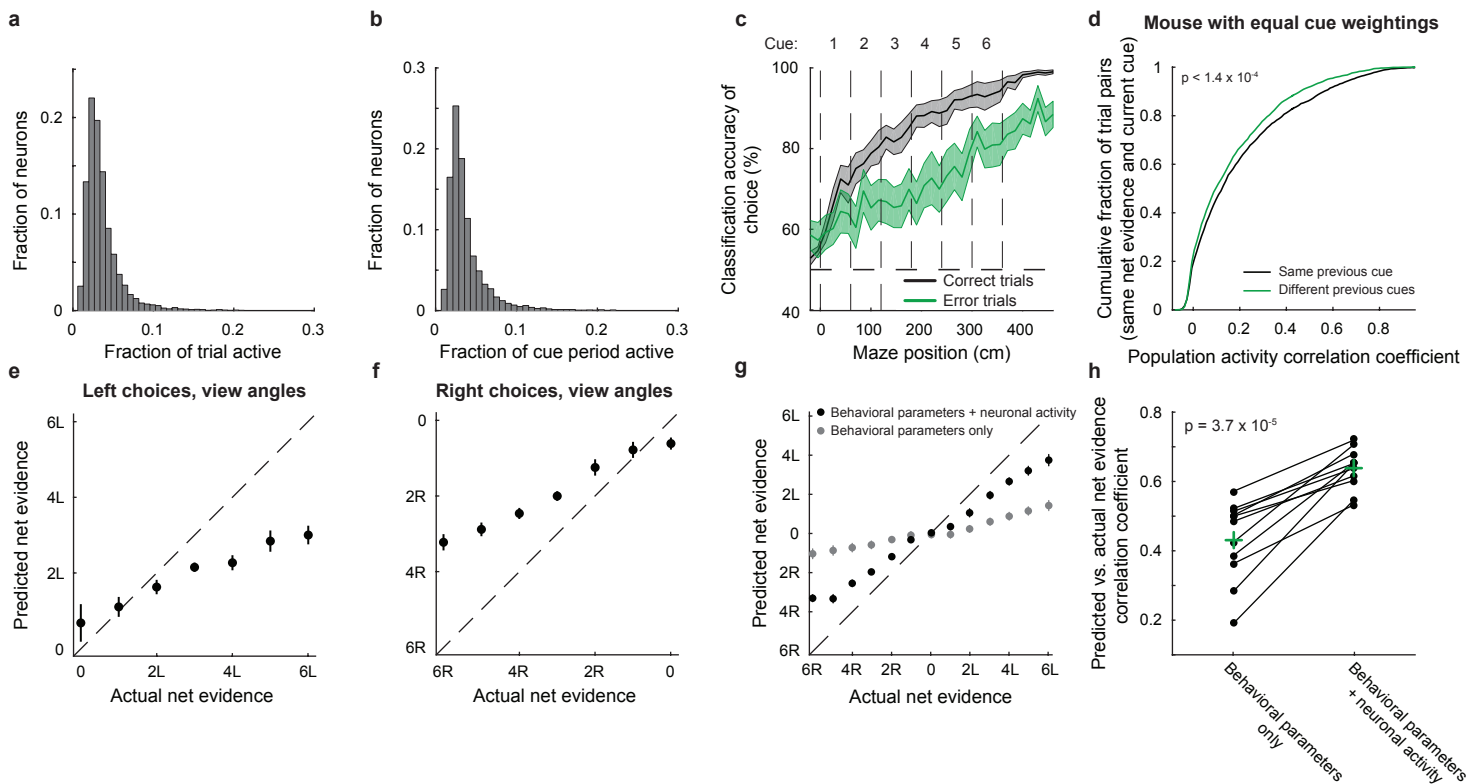 a
Fraction of neurons
0.2
0.1
0
0
0.1
0.2
0.3
Fraction of trial active
b
Fraction of neurons
0.3
0.2
0.1
0
0
0.1
0.2
0.3
Fraction of cue period active
c
Cue: 1 2 3 4 5 6
Classification accuracy of
choice (%)
100
80
60
40
Correct trials
Error trials
0
100
200
300
400
Maze position (cm)
d
Mouse with equal cue weightings
Cumulative fraction of trial pairs
(same net evidence and current cue)
1
0.8
0.6
0.4
0.2
0
p < 1.4 x 10-4
Same previous cue
Different previous cues
0
0.2
0.4
0.6
0.8
Population activity correlation coefficient
e
Left choices, view angles
Predicted net evidence
6L
4L
2L
0
0
2L
4L
6L
Actual net evidence
f
Right choices, view angles
0
2R
4R
6R
6R
4R
2R
0
Actual net evidence
g
Behavioral parameters + neuronal activity
Behavioral parameters only
Predicted net evidence
6L
4L
2L
0
2R
4R
6R
6R
4R
2R
0
2L
4L
6L
Actual net evidence
h
Predicted vs. actual net evidence
correlation coefficient
0.8
0.6
0.4
0.2
p = 3.7 x 10-5
Behavioral parameters
only
Behavioral parameters
+ neuronal activity